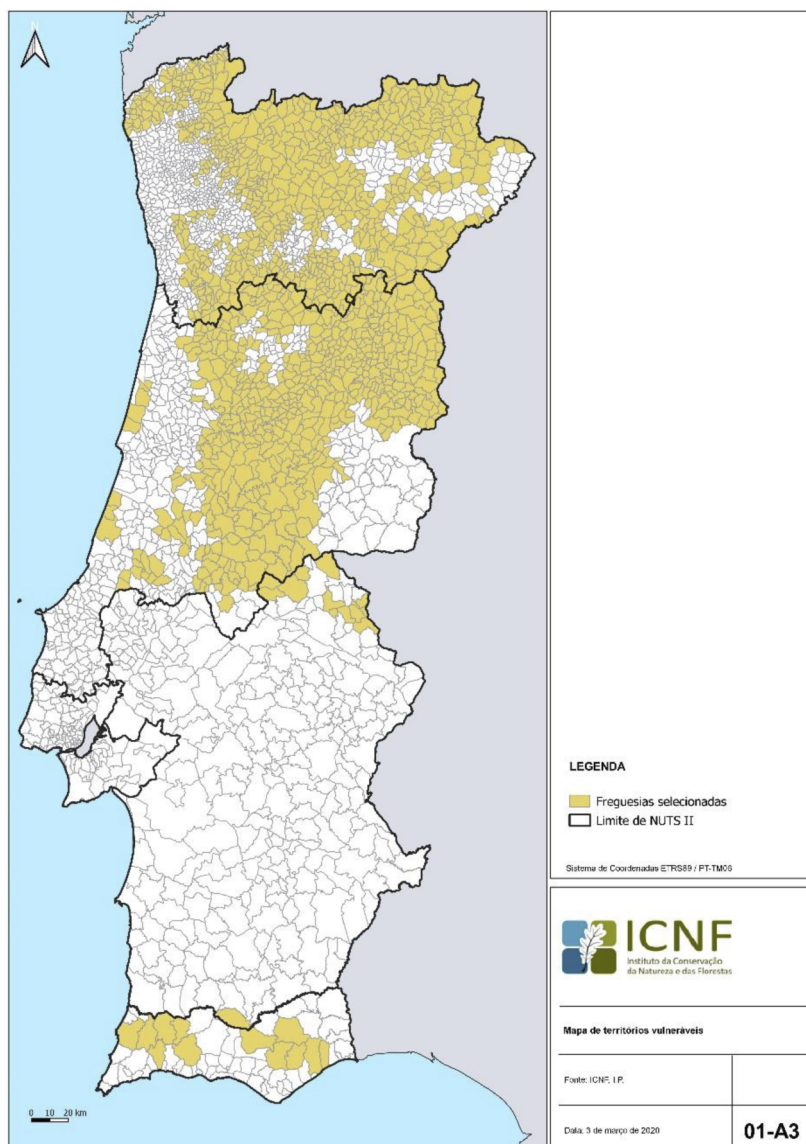 N
LEGENDA
Freguesias selecionadas
Limite de NUTS II
Sistema de Coordenadas ETRS89 / PT-TM06
ICNF
Instituto da Conservação
da Natureza e das Florestas
Mapa de territórios vulneráveis
Fonte: ICNF, I.P.
Data: 3 de março de 2020
01-A3
0 10 20 km